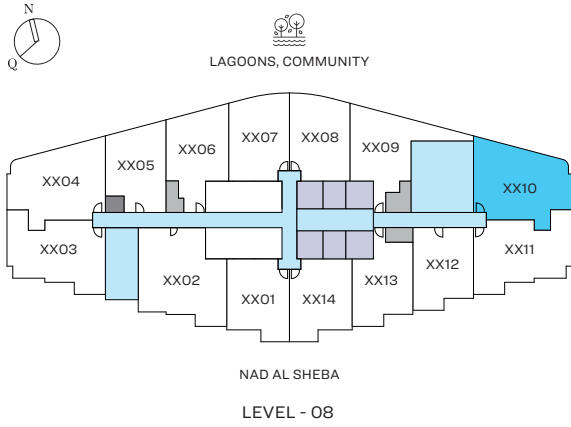 N
Q
LAGOONS, COMMUNITY
XX07 XX08
XX06 XX09
XX05
XX04 XX10
XX03 XX11
XX02 XX12
XX13
XX01 XX14
NAD AL SHEBA
LEVEL - 08